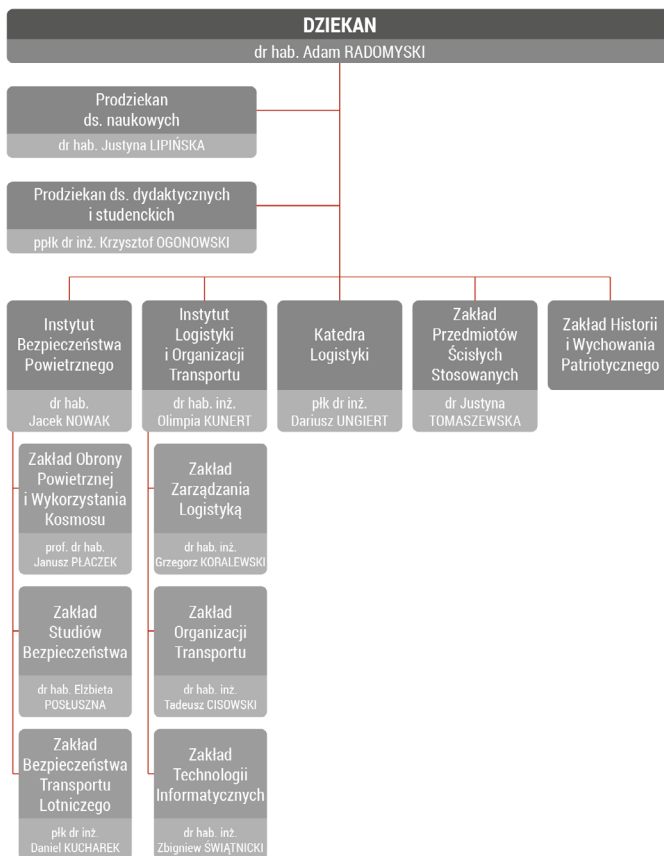 DZIEKAN
dr hab. Adam RADOMYSKI
Prodziekan
ds. naukowych
dr hab. Justyna LIPIŃSKA
Prodziekan ds. dydaktycznych
i studenckich
ppłk dr inż. Krzysztof OGONOWSKI
Instytut
Bezpieczeństwa
Powietrznego
dr hab.
Jacek NOWAK
Instytut
Logistyki
i Organizacji
Transportu
dr hab. inż.
Olimpia KUNERT
Katedra
Logistyki
płk dr inż.
Dariusz UNGIERT
Zakład
Przedmiotów
Ścisłych
Stosowanych
dr Justyna
TOMASZEWSKA
Zakład Historii
i Wychowania
Patriotycznego
Zakład Obrony
Powietrznej
i Wykorzystania
Kosmosu
prof. dr hab.
Janusz PŁACZEK
Zakład
Studiów
Bezpieczeństwa
dr hab. Elżbieta
POSŁUSZNA
Zakład
Bezpieczeństwa
Transportu
Lotniczego
płk dr inż.
Daniel KUCHAREK
Zakład
Zarządzania
Logistyką
dr hab. inż.
Grzegorz KORALEWSKI
Zakład
Organizacji
Transportu
dr hab. inż.
Tadeusz CISOWSKI
Zakład
Technologii
Informatycznych
dr hab. inż.
Zbigniew ŚWIĄTNICKI